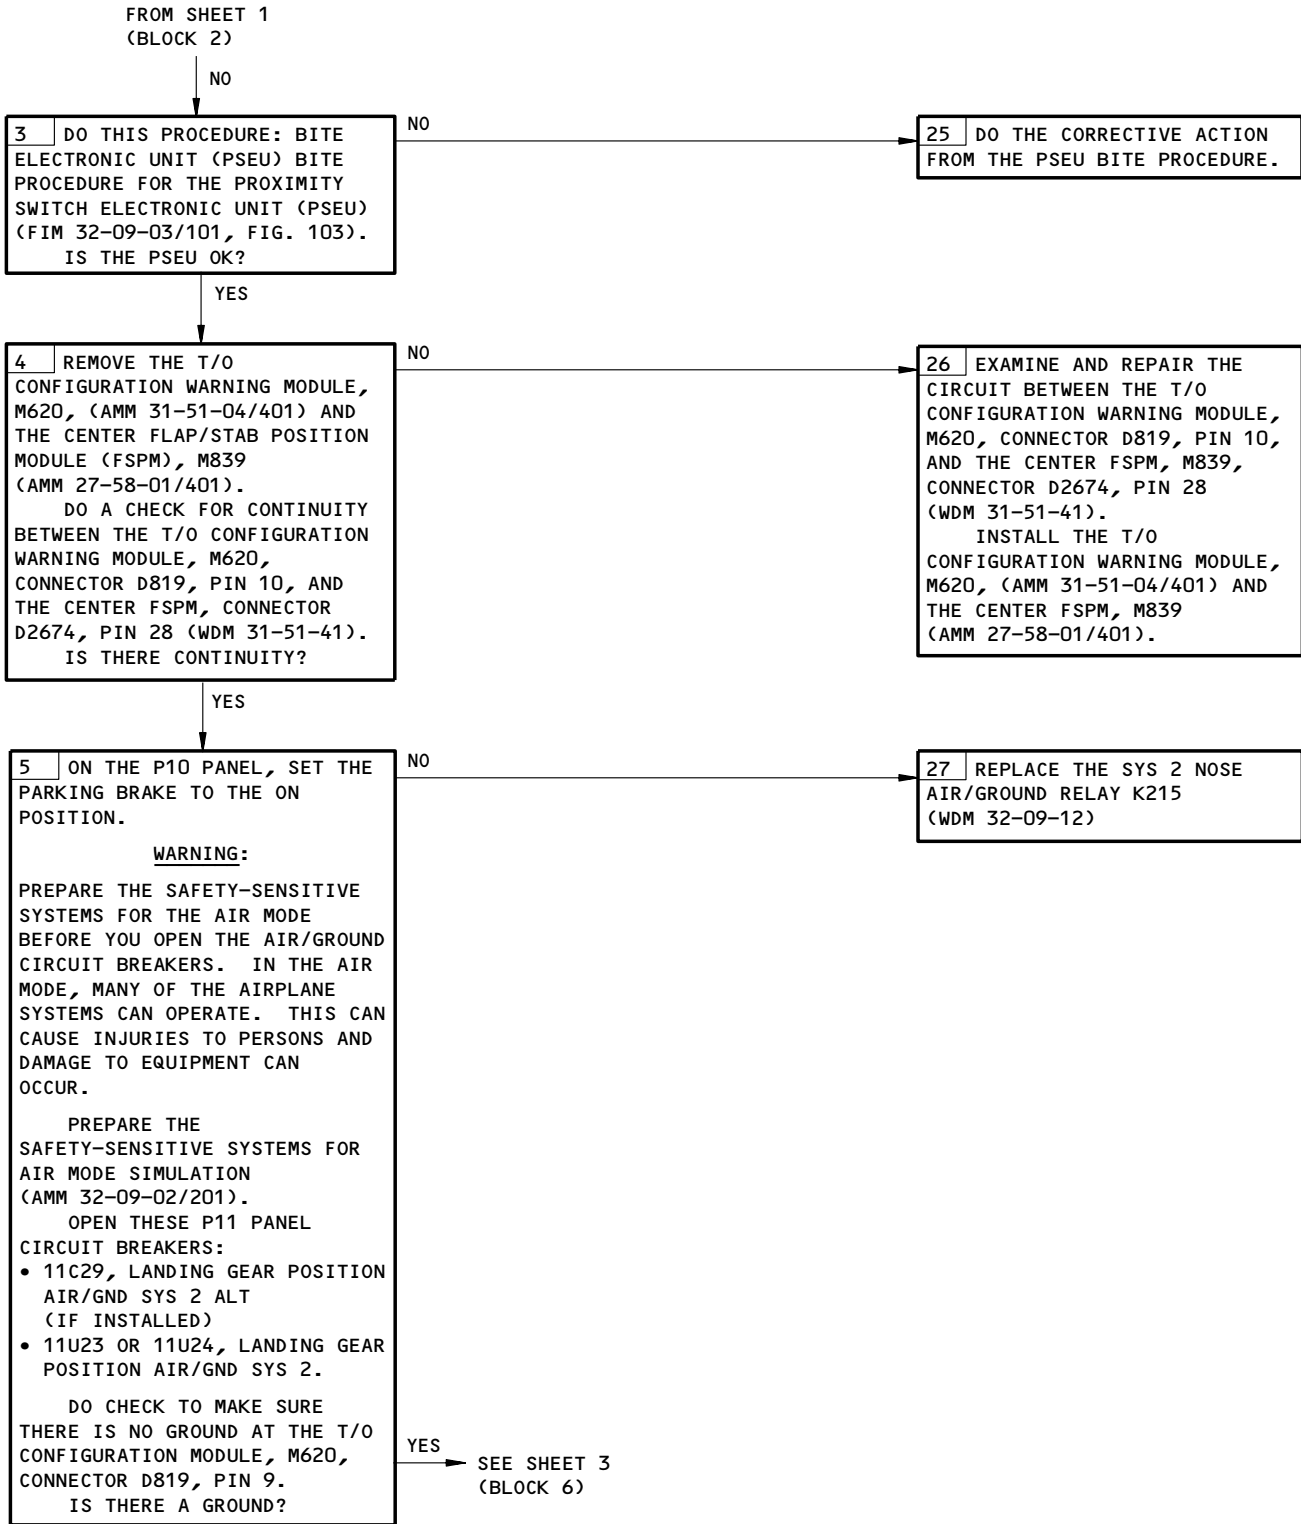 FROM SHEET 1
(BLOCK 2)
NO
3 DO THIS PROCEDURE: BITE
ELECTRONIC UNIT (PSEU) BITE
PROCEDURE FOR THE PROXIMITY
SWITCH ELECTRONIC UNIT (PSEU)
(FIM 32-09-03/101, FIG. 103).
IS THE PSEU OK?
NO
25 DO THE CORRECTIVE ACTION
FROM THE PSEU BITE PROCEDURE.
YES
4 REMOVE THE T/O
CONFIGURATION WARNING MODULE,
M620, (AMM 31-51-04/401) AND
THE CENTER FLAP/STAB POSITION
MODULE (FSPM), M839
(AMM 27-58-01/401).
DO A CHECK FOR CONTINUITY
BETWEEN THE T/O CONFIGURATION
WARNING MODULE, M620,
CONNECTOR D819, PIN 10, AND
THE CENTER FSPM, CONNECTOR
D2674, PIN 28 (WDM 31-51-41).
IS THERE CONTINUITY?
NO
26 EXAMINE AND REPAIR THE
CIRCUIT BETWEEN THE T/O
CONFIGURATION WARNING MODULE,
M620, CONNECTOR D819, PIN 10,
AND THE CENTER FSPM, M839,
CONNECTOR D2674, PIN 28
(WDM 31-51-41).
INSTALL THE T/O
CONFIGURATION WARNING MODULE,
M620, (AMM 31-51-04/401) AND
THE CENTER FSPM, M839
(AMM 27-58-01/401).
YES
5 ON THE P10 PANEL, SET THE
PARKING BRAKE TO THE ON
POSITION.
WARNING:
PREPARE THE SAFETY-SENSITIVE
SYSTEMS FOR THE AIR MODE
BEFORE YOU OPEN THE AIR/GROUND
CIRCUIT BREAKERS. IN THE AIR
MODE, MANY OF THE AIRPLANE
SYSTEMS CAN OPERATE. THIS CAN
CAUSE INJURIES TO PERSONS AND
DAMAGE TO EQUIPMENT CAN
OCCUR.
PREPARE THE
SAFETY-SENSITIVE SYSTEMS FOR
AIR MODE SIMULATION
(AMM 32-09-02/201).
OPEN THESE P11 PANEL
CIRCUIT BREAKERS:
• 11C29, LANDING GEAR POSITION
AIR/GND SYS 2 ALT
(IF INSTALLED)
• 11U23 OR 11U24, LANDING GEAR
POSITION AIR/GND SYS 2.
DO CHECK TO MAKE SURE
THERE IS NO GROUND AT THE T/O
CONFIGURATION MODULE, M620,
CONNECTOR D819, PIN 9.
IS THERE A GROUND?
NO
27 REPLACE THE SYS 2 NOSE
AIR/GROUND RELAY K215
(WDM 32-09-12)
YES
SEE SHEET 3
(BLOCK 6)